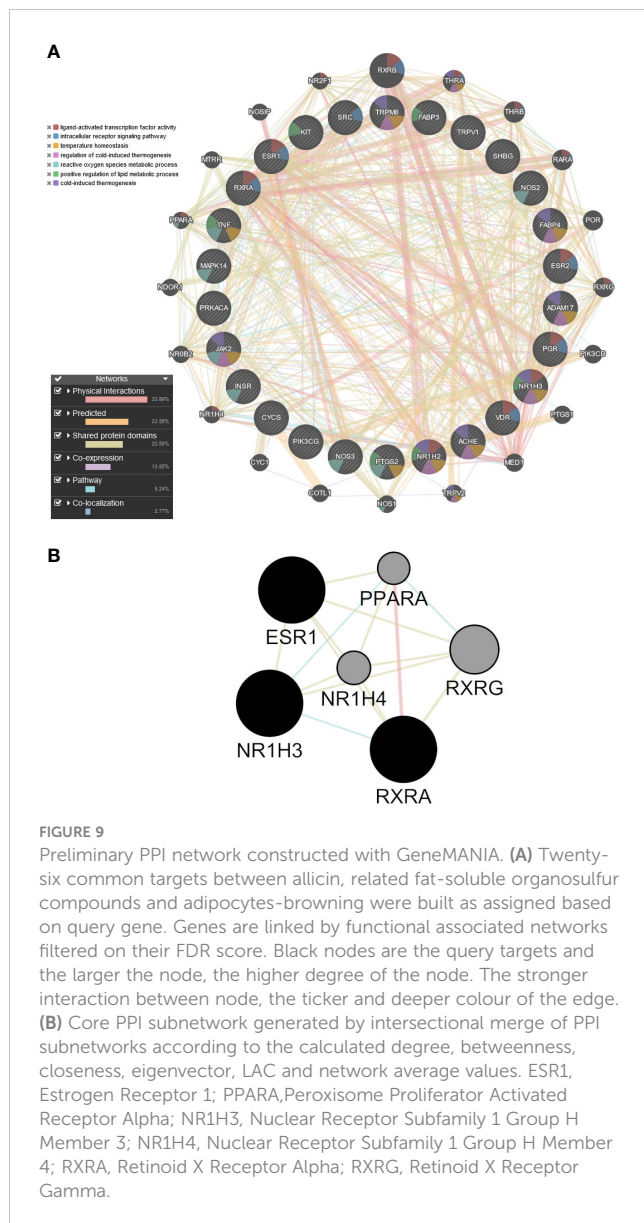 A
ligand-activated transcription factor activity
intracellular receptor signaling pathway
temperature homeostasis
regulation of cold-induced thermogenesis
reactive oxygen species metabolic process
positive regulation of lipid metabolic process
cold-induced thermogenesis
RXRB
NR2F1
THRA
NOSIP
THRB
MTRR
RARA
PPARA
POR
NDOR1
RXRG
NR0B2
PIK3CD
NR1H4
PTGS1
CYC1
MED1
COTL1
TRPV2
NOS1
TRPM8
SRC
FABP3
KIT
TRPV1
ESR1
SHBG
RXRA
NOS2
TNF
FABP4
MAPK14
ESR2
PRKACA
ADAM17
JAK2
PGR
INSR
NR1H3
CYCS
VDR
PIK3CG
ACHE
NOS3
NR1H2
PTGS2
Networks
Physical Interactions
Predicted
Shared protein domains
Co-expression
Pathway
5.24%
Co-localization
2.77%
B
PPARA
ESR1
NR1H4
RXRG
NR1H3
RXRA
FIGURE 9
Preliminary PPI network constructed with GeneMANIA. (A) Twenty-
six common targets between allicin, related fat-soluble organosulfur
compounds and adipocytes-browning were built as assigned based
on query gene. Genes are linked by functional associated networks
filtered on their FDR score. Black nodes are the query targets and
the larger the node, the higher degree of the node. The stronger
interaction between node, the ticker and deeper colour of the edge.
(B) Core PPI subnetwork generated by intersectional merge of PPI
subnetworks according to the calculated degree, betweenness,
closeness, eigenvector, LAC and network average values. ESR1,
Estrogen Receptor 1; PPARA,Peroxisome Proliferator Activated
Receptor Alpha; NR1H3, Nuclear Receptor Subfamily 1 Group H
Member 3; NR1H4, Nuclear Receptor Subfamily 1 Group H Member
4; RXRA, Retinoid X Receptor Alpha; RXRG, Retinoid X Receptor
Gamma.